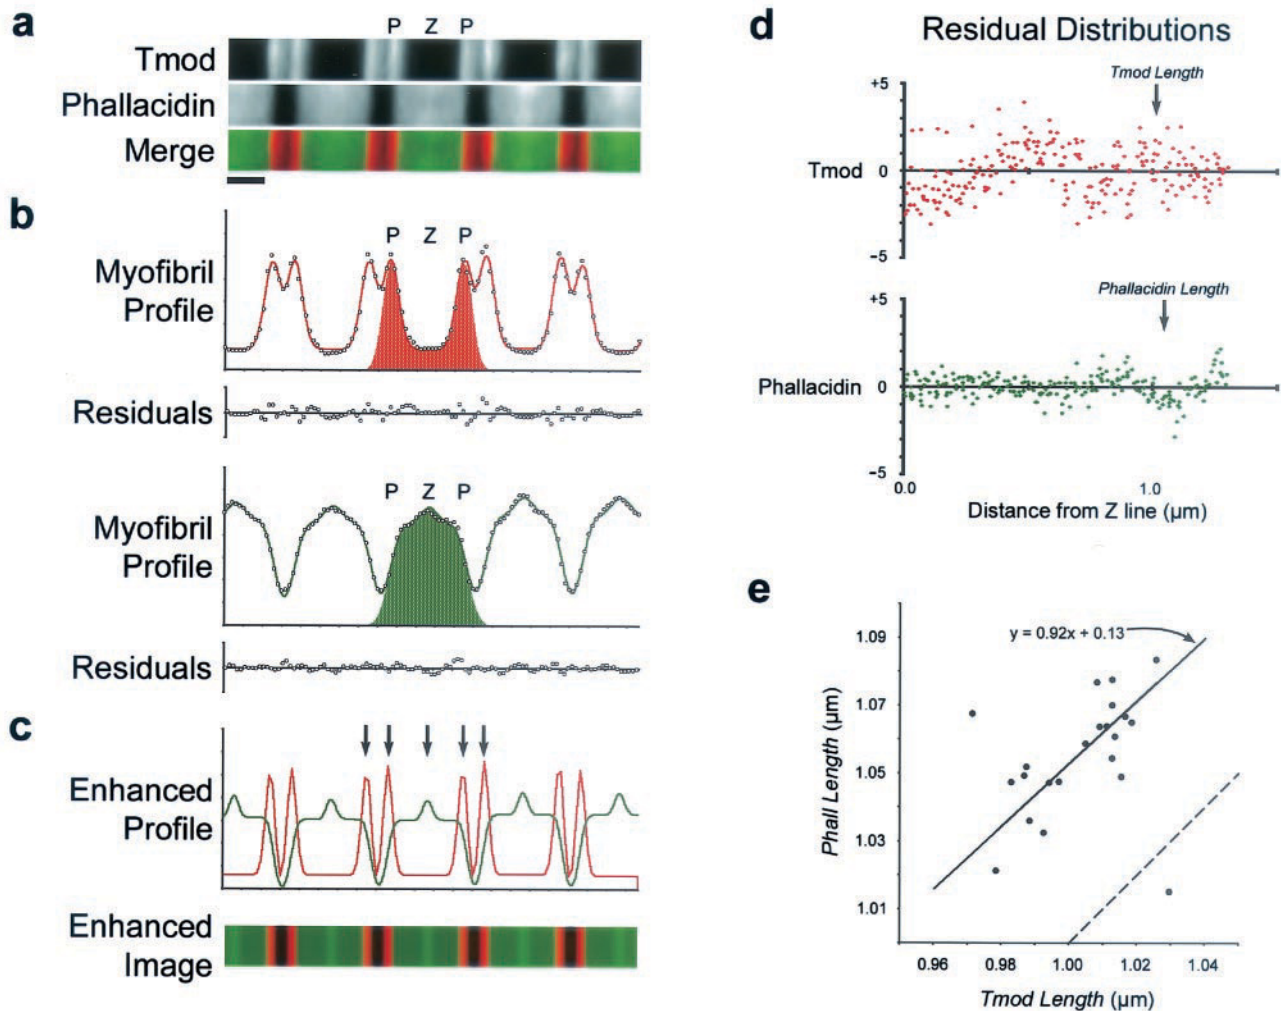 a
P Z P
Tmod
Phallacidin
Merge
b
P Z P
Myofibril
Profile
Residuals
P Z P
Myofibril
Profile
Residuals
c
Enhanced
Profile
Enhanced
Image
d
Residual Distributions
+5
Tmod Length
Tmod
0
−5
+5
Phallacidin Length
Phallacidin
0
−5
0.0
1.0
Distance from Z line (µm)
e
y = 0.92x + 0.13
1.09
1.07
1.05
1.03
1.01
Phall Length (µm)
0.96 0.98 1.00 1.02 1.04
Tmod Length (µm)